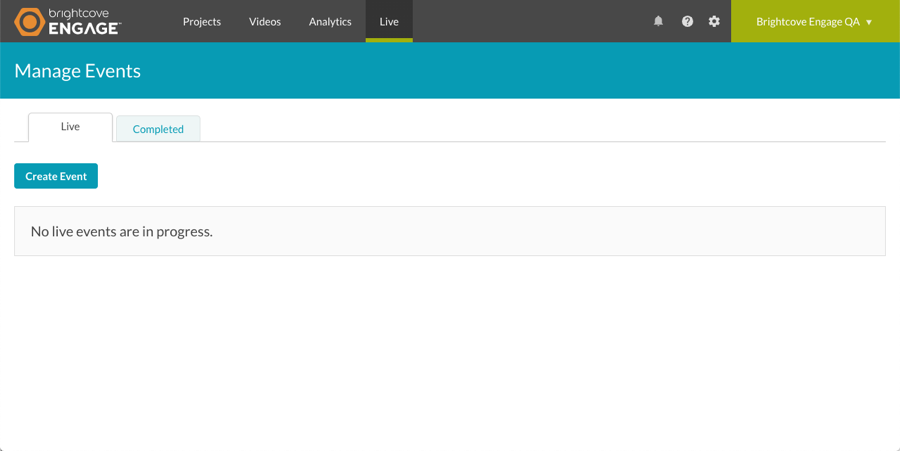 brightcove
ENGAGE™
Projects Videos Analytics Live
Brightcove Engage QA
Manage Events
Live Completed
Create Event
No live events are in progress.